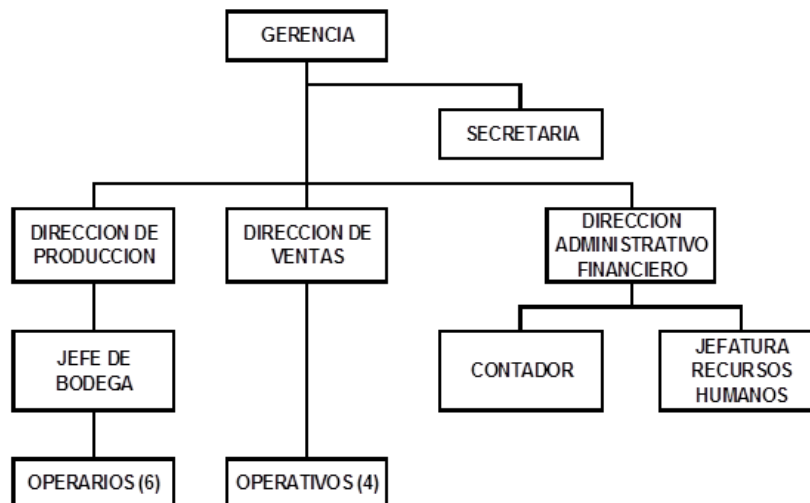 GERENCIA
SECRETARIA
DIRECCION DE
PRODUCCION
DIRECCION DE
VENTAS
DIRECCION
ADMINISTRATIVO
FINANCIERO
JEFE DE
BODEGA
CONTADOR
JEFATURA
RECURSOS
HUMANOS
OPERARIOS (6)
OPERATIVOS (4)